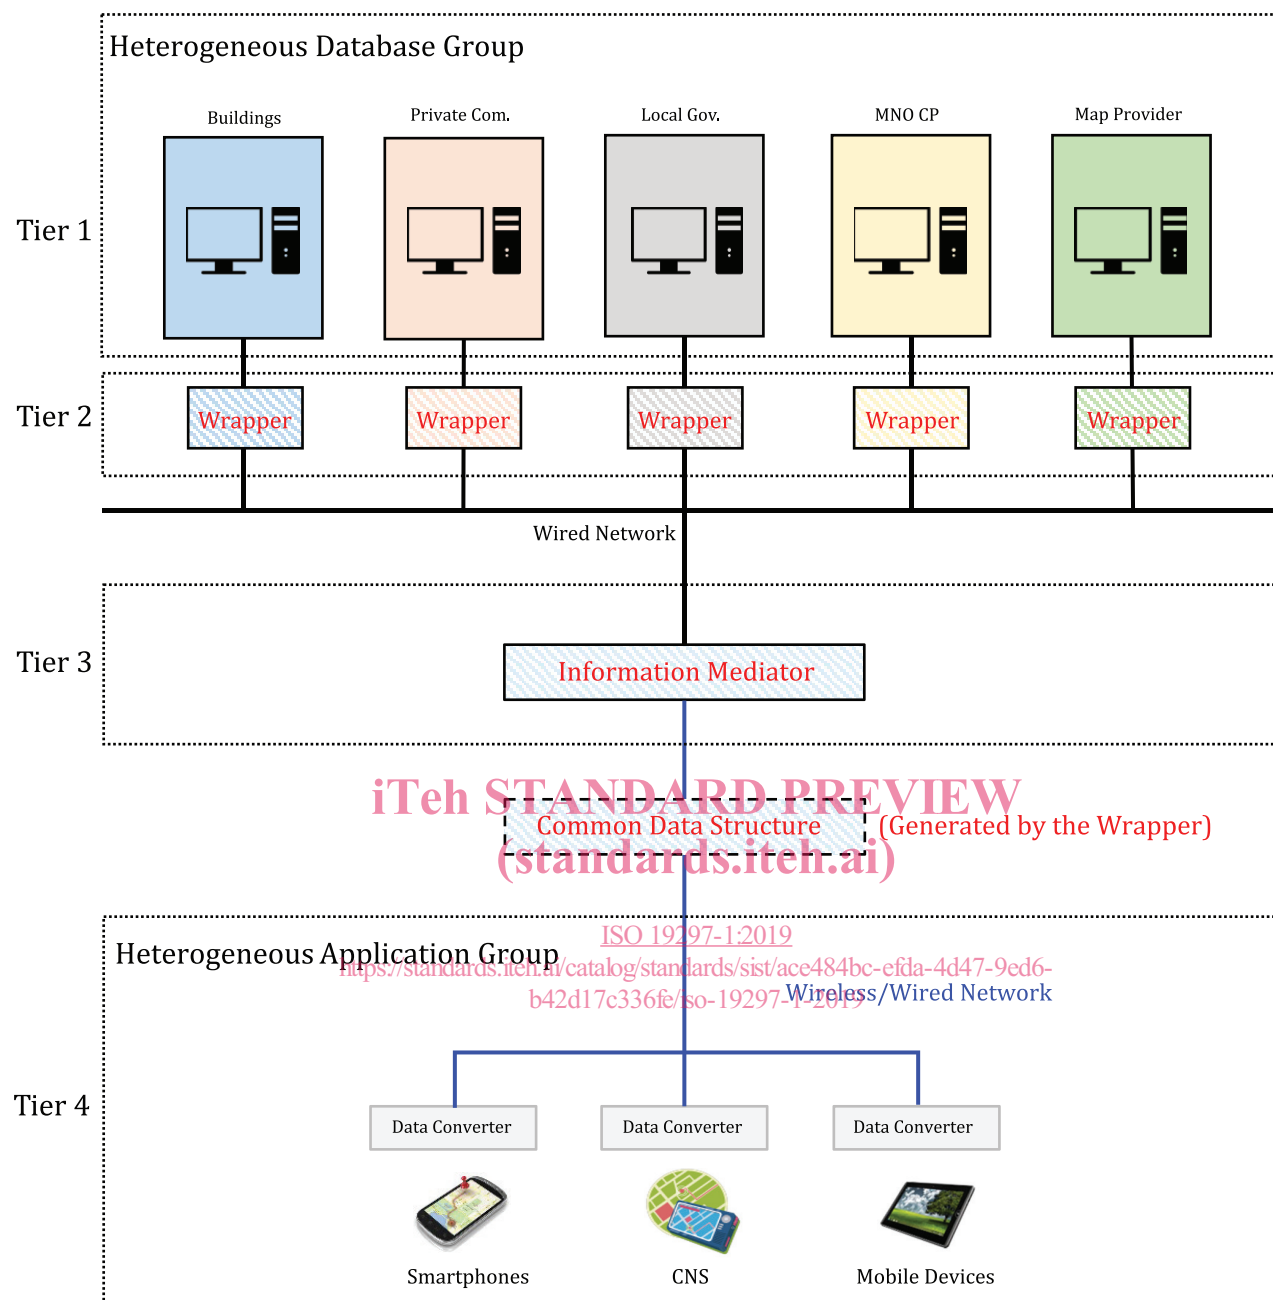 Heterogeneous Database Group
Buildings
Private Com.
Local Gov.
MNO CP
Map Provider
Tier 1
Tier 2
Wrapper
Wrapper
Wrapper
Wrapper
Wrapper
Wired Network
Tier 3
Information Mediator
iTeh STANDARD PREVIEW
Common Data Structure
(Generated by the Wrapper)
(standards.iteh.ai)
ISO 19297-1:2019
Heterogeneous Application Group
https://standards.iteh.ai/catalog/standards/sist/ace484bc-efda-4d47-9ed6-
b42d17c336fe/iso-19297-1-2019
Wireless/Wired Network
Tier 4
Data Converter
Data Converter
Data Converter
Smartphones
CNS
Mobile Devices